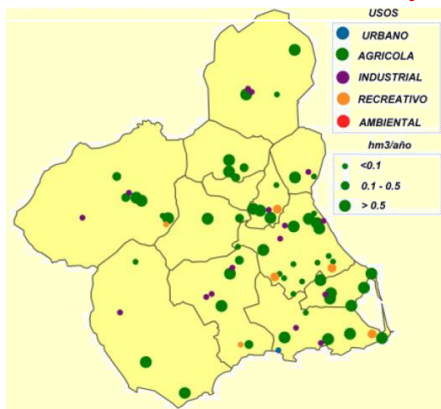 USOS
URBANO
AGRICOLA
INDUSTRIAL
RECREATIVO
AMBIENTAL
hm3/año
<0.1
0.1 - 0.5
> 0.5